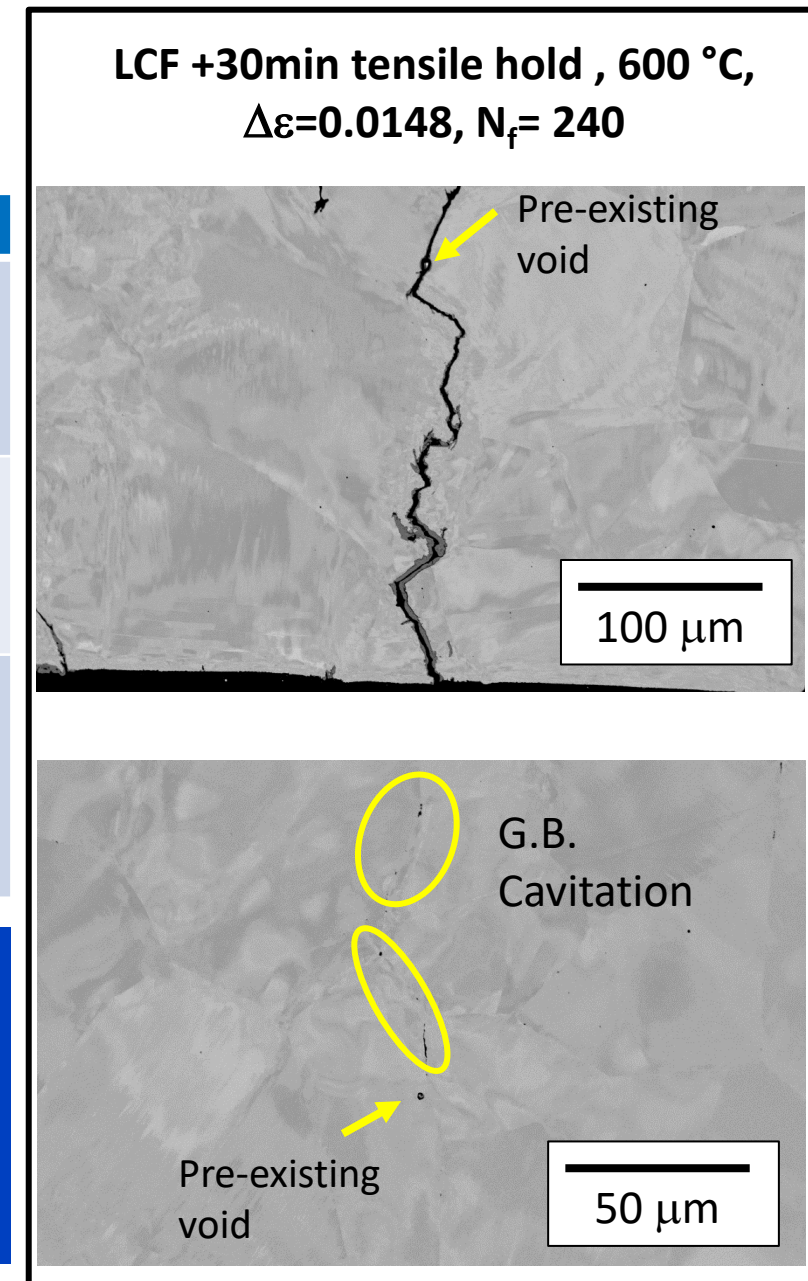 LCF +30min tensile hold , 600 °C,
Δε=0.0148, Nf= 240
Pre-existing
void
100 μm
G.B.
Cavitation
Pre-existing
void
50 μm